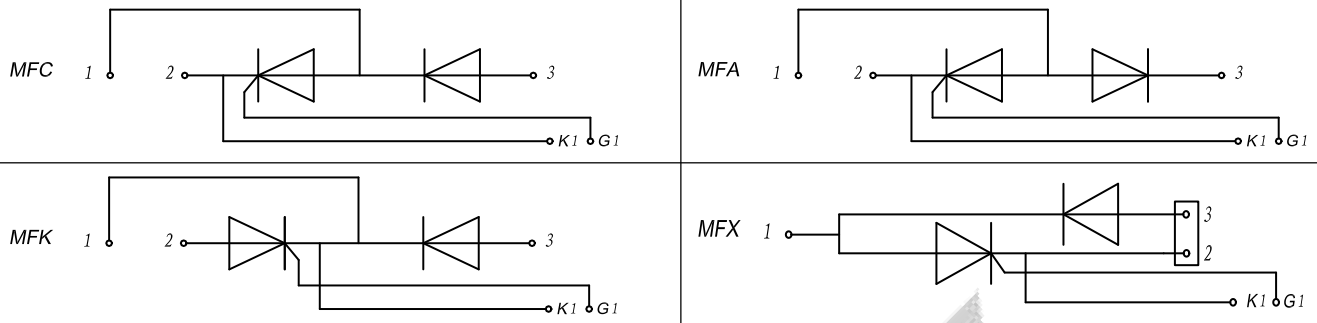 MFC 1 2 3
K1 G1
MFA 1 2 3
K1 G1
MFK 1 2 3
K1 G1
MFX 1 3
2
K1 G1